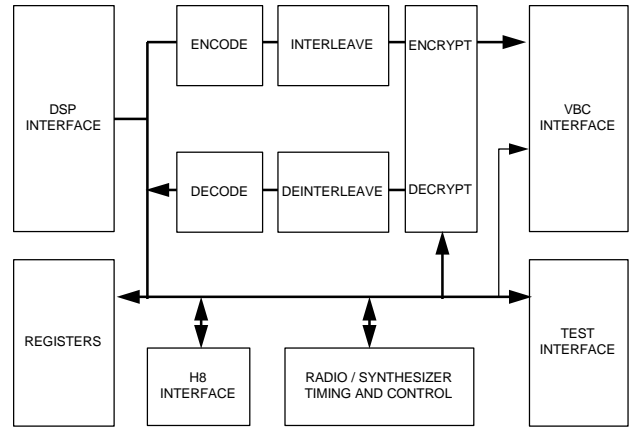 ENCODE
INTERLEAVE
ENCRYPT
DSP
INTERFACE
VBC
INTERFACE
DECODE
DEINTERLEAVE
DECRYPT
REGISTERS
TEST
INTERFACE
H8
INTERFACE
RADIO / SYNTHESIZER
TIMING AND CONTROL